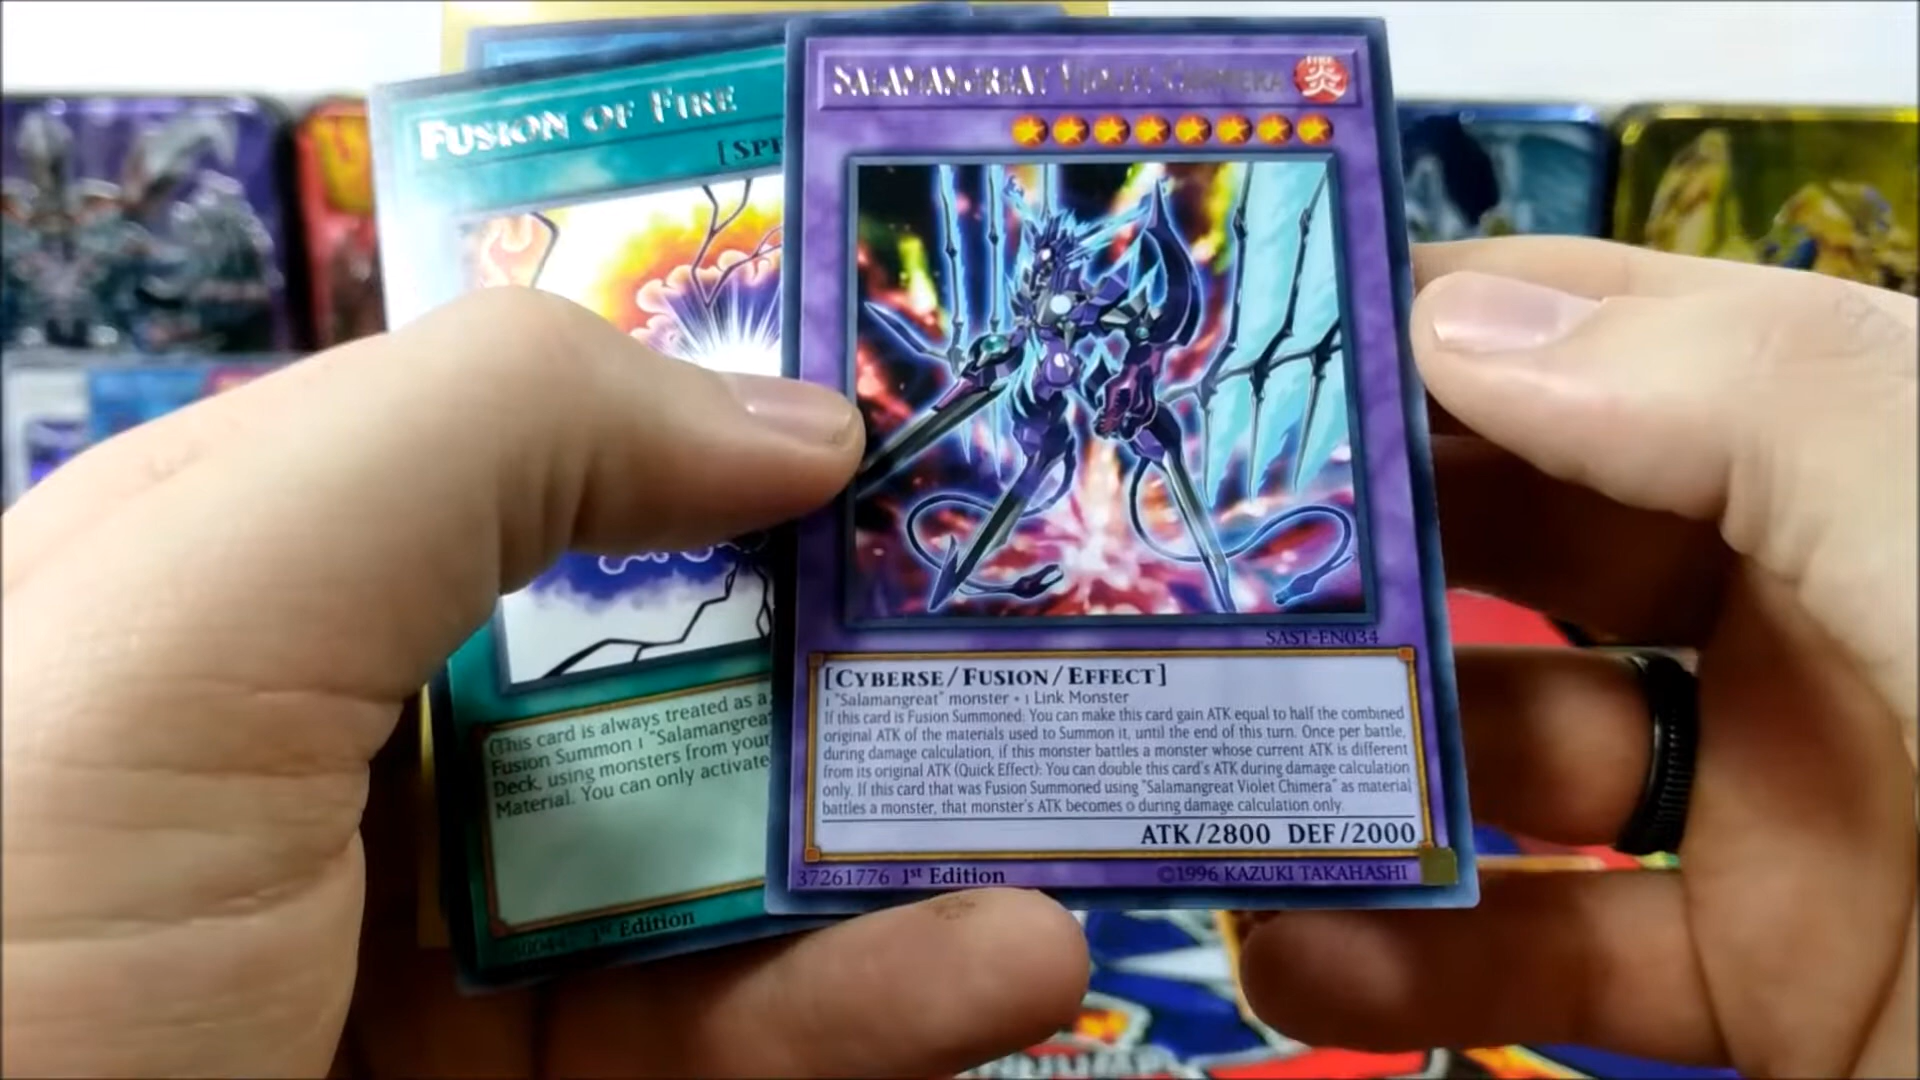 FUSION OF FIRE
[SPE
(This card is always treated as a
Fusion Summon 1 "Salamangrea
Deck, using monsters from your
Material. You can only activate
1st Edition
SALAMANGREAT VIOLET CHIMERA
FIRE
炎
SAST-EN034
[CYBERSE/FUSION/EFFECT]
1 "Salamangreat" monster + 1 Link Monster
If this card is Fusion Summoned: You can make this card gain ATK equal to half the combined
original ATK of the materials used to Summon it, until the end of this turn. Once per battle,
during damage calculation, if this monster battles a monster whose current ATK is different
from its original ATK (Quick Effect): You can double this card's ATK during damage calculation
only. If this card that was Fusion Summoned using "Salamangreat Violet Chimera" as material
battles a monster, that monster's ATK becomes 0 during damage calculation only.
ATK/2800 DEF/2000
37261776 1st Edition
©1996 KAZUKI TAKAHASHI